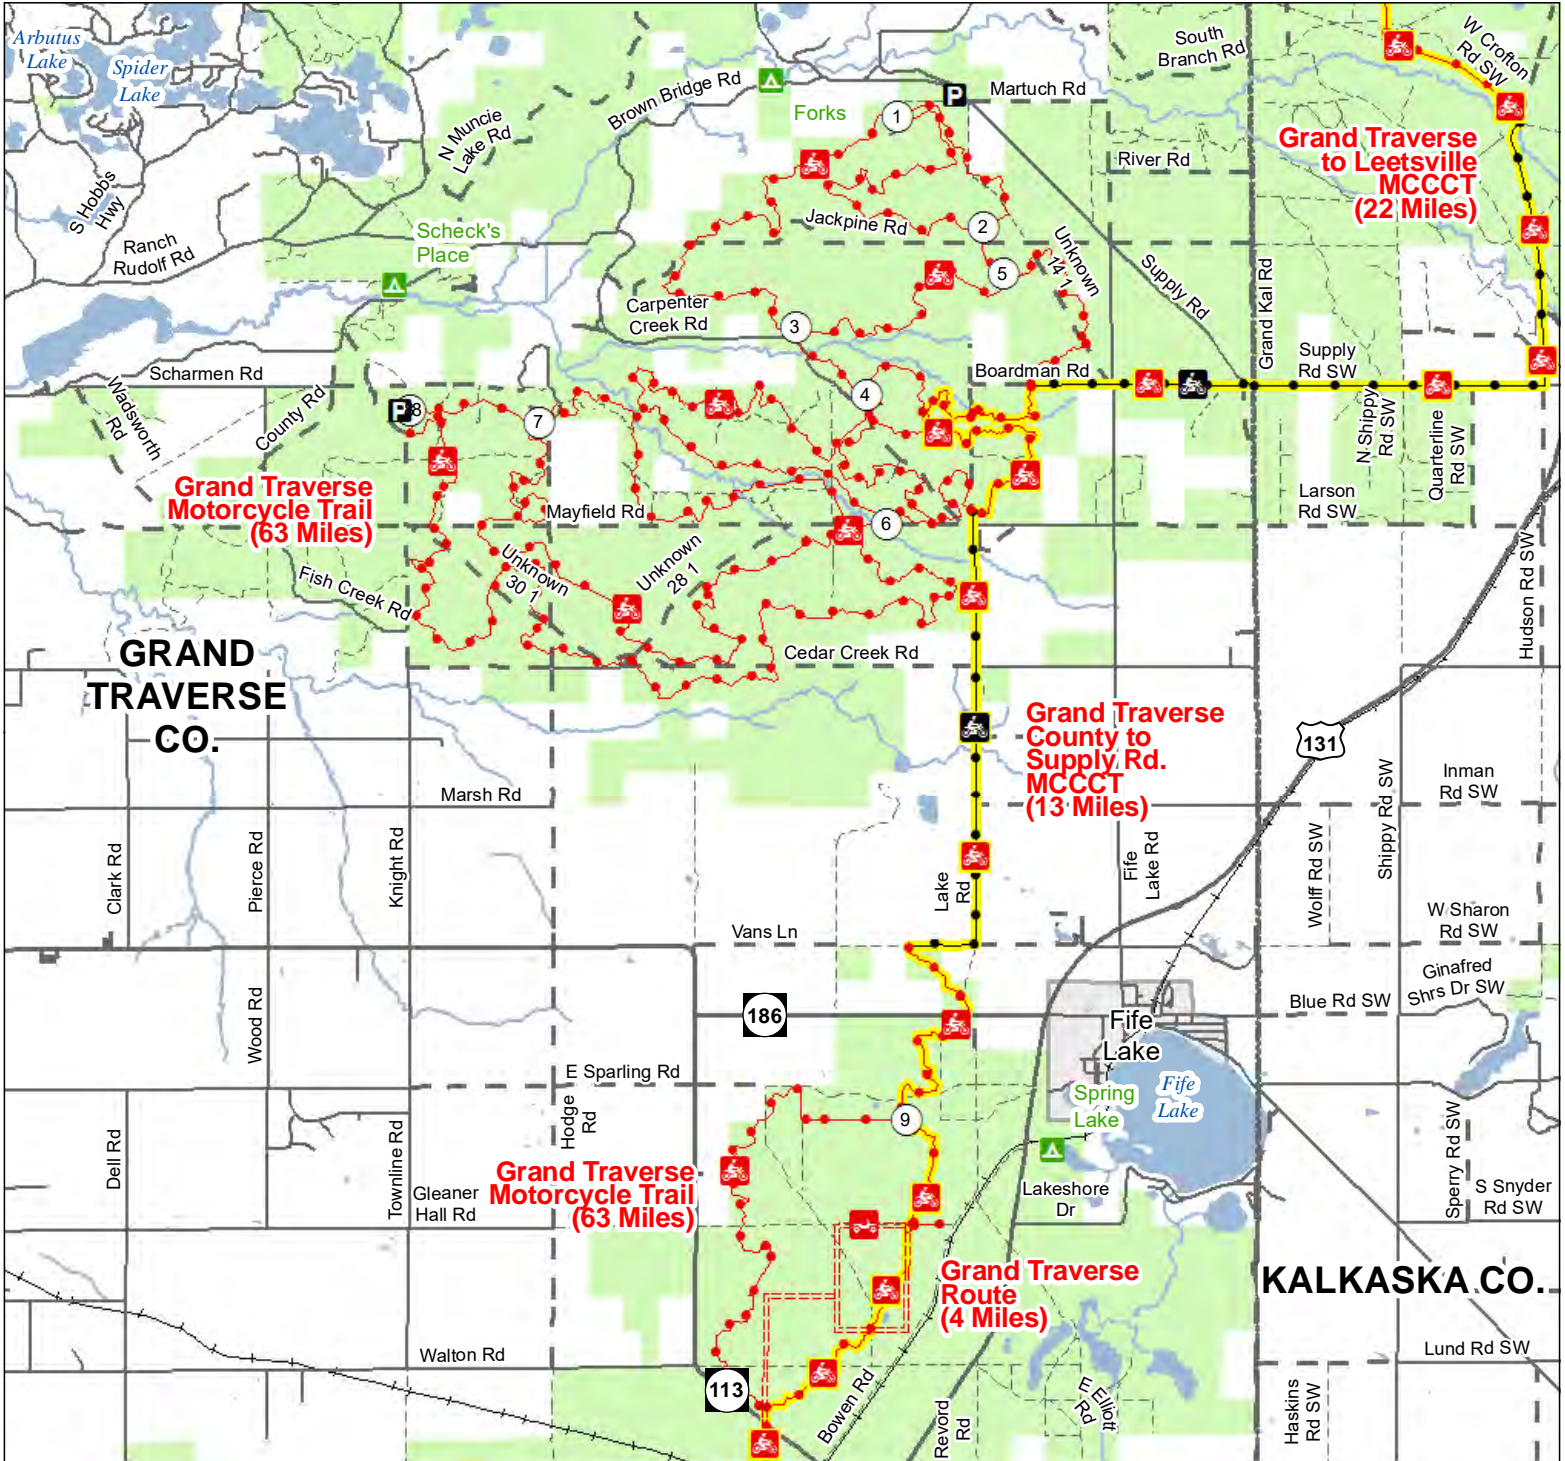 Arbutus
Lake
Spider
Lake
S Hobbs
Hwy
Ranch
Rudolf Rd
N Muncie
Lake Rd
Brown Bridge Rd
Forks
P
Martuch Rd
South
Branch Rd
W Crofton
Rd SW
Grand Traverse
to Leetsville
MCCCT
(22 Miles)
River Rd
1
2
Jackpine Rd
Scheck's
Place
5
Unknown
14 1
Supply Rd
Grand Kal Rd
Carpenter
Creek Rd
3
Boardman Rd
Supply
Rd SW
Scharmen Rd
Wadsworth
Rd
County Rd
P
8
7
4
N Shippy
Rd SW
Quarterline
Rd SW
Grand Traverse
Motorcycle Trail
(63 Miles)
Mayfield Rd
6
Larson
Rd SW
Hudson Rd SW
Fish Creek Rd
Unknown
30 1
Unknown
28 1
GRAND
TRAVERSE
CO.
Cedar Creek Rd
Grand Traverse
County to
Supply Rd.
MCCCT
(13 Miles)
131
Inman
Rd SW
Shippy Rd SW
Marsh Rd
Clark Rd
Pierce Rd
Knight Rd
Lake
Rd
Fife
Lake Rd
Wolff Rd SW
W Sharon
Rd SW
Vans Ln
Ginafred
Shrs Dr SW
Blue Rd SW
186
Fife
Lake
Wood Rd
E Sparling Rd
Spring
Lake
Fife
Lake
Hodge
Rd
9
Dell Rd
Townline Rd
Gleaner
Hall Rd
Grand Traverse
Motorcycle Trail
(63 Miles)
Lakeshore
Dr
Sperry Rd SW
S Snyder
Rd SW
Grand Traverse
Route
(4 Miles)
KALKASKA CO.
Walton Rd
Lund Rd SW
113
Bowen Rd
Revord
Rd
E Elliott
Rd
Haskins
Rd SW